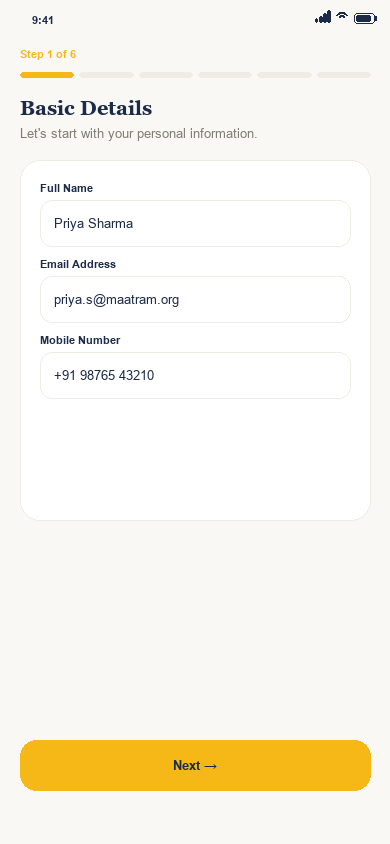 9:41
Step 1 of 6
Basic Details
Let's start with your personal information.
Full Name
Priya Sharma
Email Address
priya.s@maatram.org
Mobile Number
+91 98765 43210
Next →